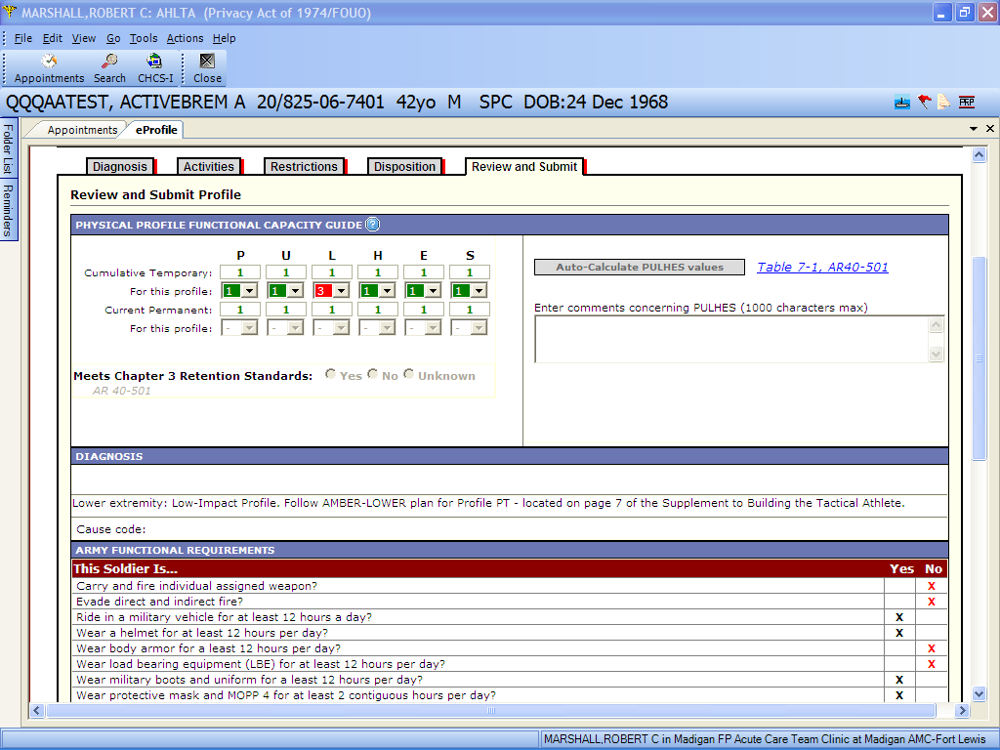 MARSHALL,ROBERT C: AHLTA (Privacy Act of 1974/FOUO)
File Edit View Go Tools Actions Help
Appointments Search CHCS-I Close
QQQAATEST, ACTIVEBREM A 20/825-06-7401 42yo M SPC DOB:24 Dec 1968
Folder List
Reminders
Appointments eProfile
Diagnosis Activities Restrictions Disposition Review and Submit
Review and Submit Profile
PHYSICAL PROFILE FUNCTIONAL CAPACITY GUIDE ?
P U L H E S
Cumulative Temporary: 1 1 1 1 1 1
For this profile: 1 1 3 1 1 1
Current Permanent: 1 1 1 1 1 1
For this profile: - - - - - -
Meets Chapter 3 Retention Standards: Yes No Unknown
AR 40-501
Auto-Calculate PULHES values Table 7-1, AR40-501
Enter comments concerning PULHES (1000 characters max)
DIAGNOSIS
Lower extremity: Low-Impact Profile. Follow AMBER-LOWER plan for Profile PT - located on page 7 of the Supplement to Building the Tactical Athlete.
Cause code:
ARMY FUNCTIONAL REQUIREMENTS
This Soldier Is... Yes No
Carry and fire individual assigned weapon? X
Evade direct and indirect fire? X
Ride in a military vehicle for at least 12 hours a day? X
Wear a helmet for at least 12 hours per day? X
Wear body armor for a least 12 hours per day? X
Wear load bearing equipment (LBE) for at least 12 hours per day? X
Wear military boots and uniform for a least 12 hours per day? X
Wear protective mask and MOPP 4 for at least 2 contiguous hours per day? X
MARSHALL,ROBERT C in Madigan FP Acute Care Team Clinic at Madigan AMC-Fort Lewis